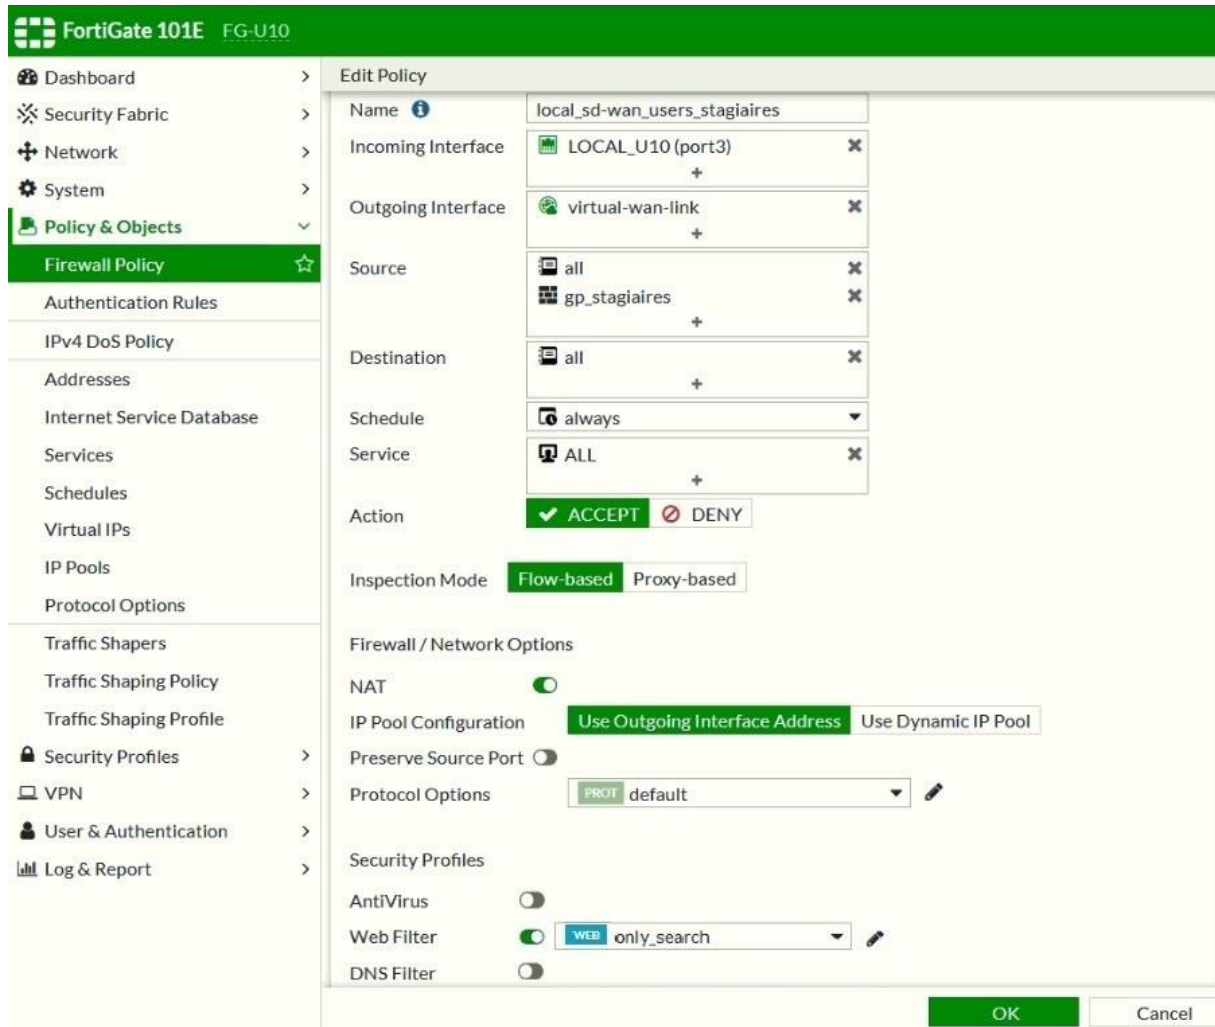 FortiGate 101E FG-U10
Dashboard
Security Fabric
Network
System
Policy & Objects
Firewall Policy
Authentication Rules
IPv4 DoS Policy
Addresses
Internet Service Database
Services
Schedules
Virtual IPs
IP Pools
Protocol Options
Traffic Shapers
Traffic Shaping Policy
Traffic Shaping Profile
Security Profiles
VPN
User & Authentication
Log & Report
Edit Policy
Name local_sd-wan_users_stagiaires
Incoming Interface LOCAL_U10 (port3)
+
Outgoing Interface virtual-wan-link
+
Source all
gp_stagiaires
+
Destination all
+
Schedule always
Service ALL
+
Action ACCEPT DENY
Inspection Mode Flow-based Proxy-based
Firewall / Network Options
NAT
IP Pool Configuration Use Outgoing Interface Address Use Dynamic IP Pool
Preserve Source Port
Protocol Options PROT default
Security Profiles
AntiVirus
Web Filter WEB only_search
DNS Filter
OK Cancel